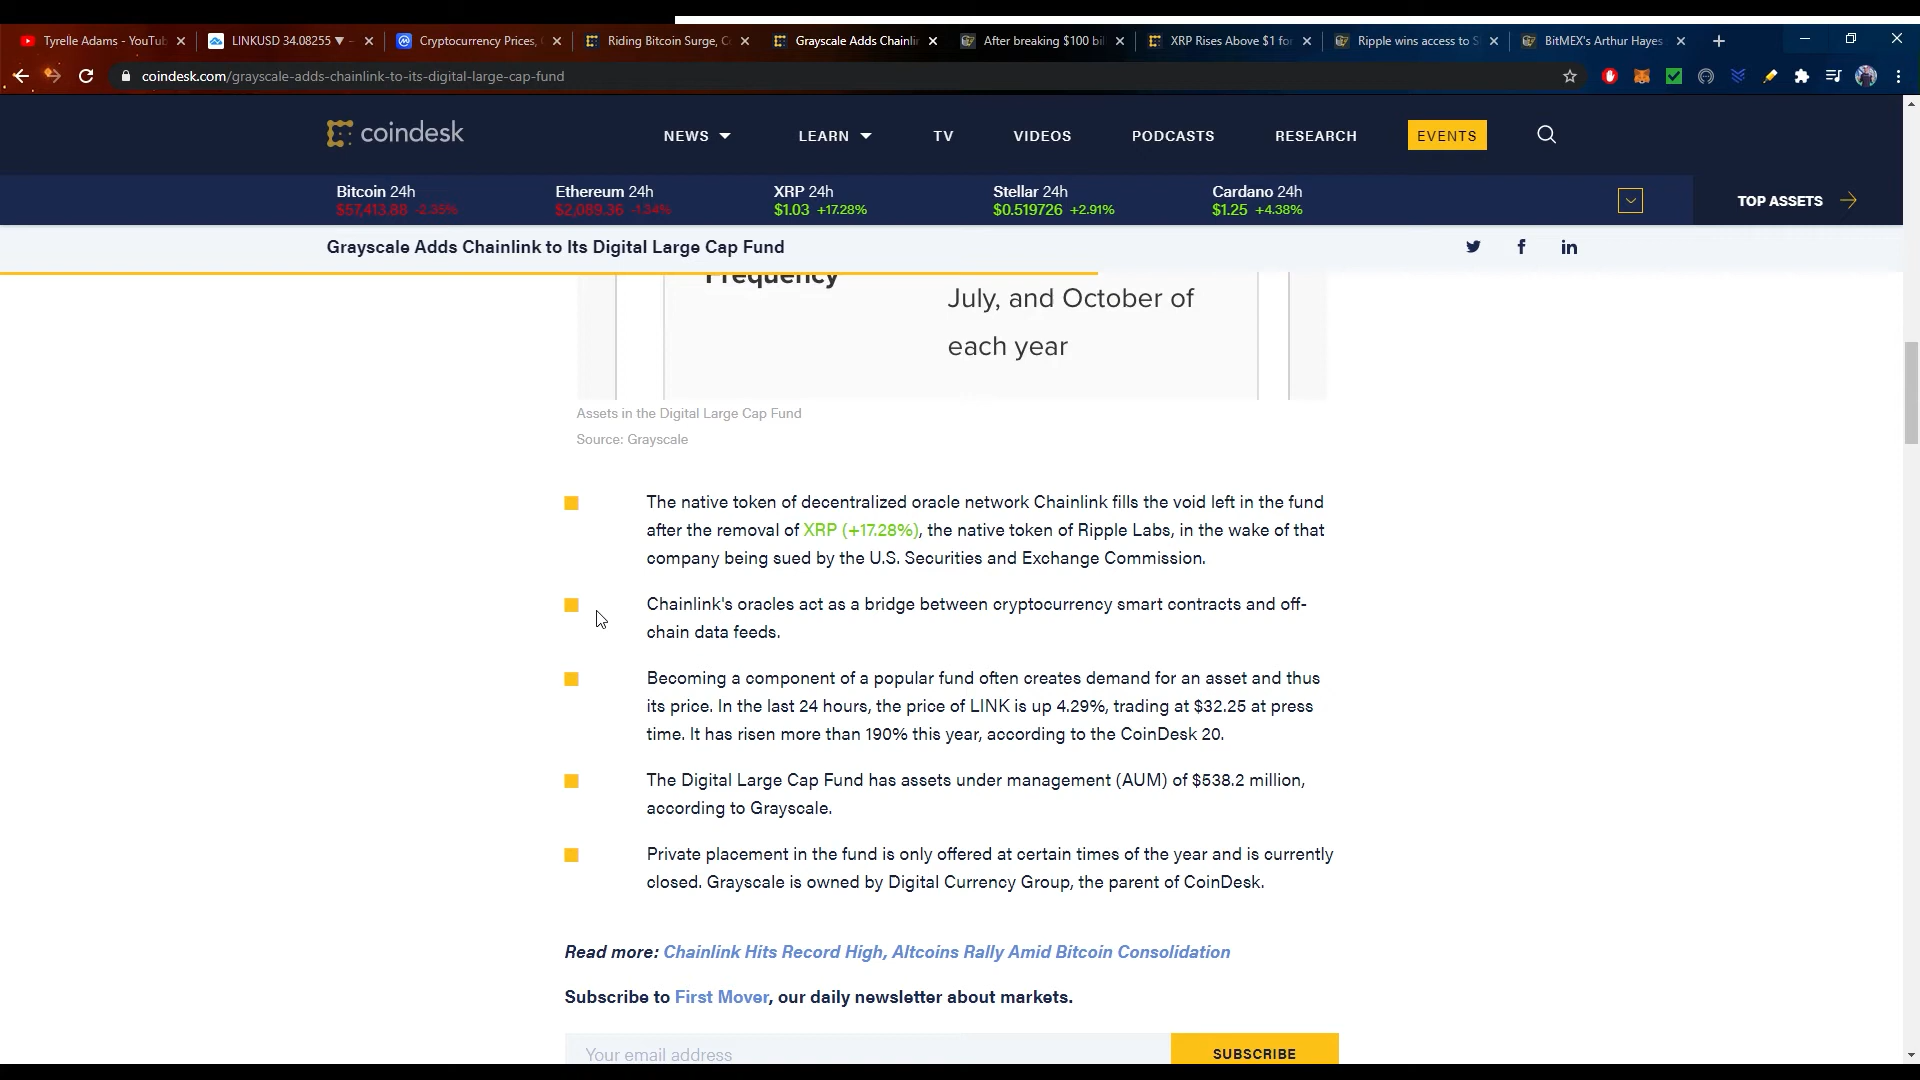 Tyrelle Adams - YouTub
LINKUSD 34.08255 ▼ -
Cryptocurrency Prices,
Riding Bitcoin Surge, C
Grayscale Adds Chainlin
After breaking $100 bil
XRP Rises Above $1 for
Ripple wins access to S
BitMEX's Arthur Hayes
coindesk.com/grayscale-adds-chainlink-to-its-digital-large-cap-fund
coindesk
NEWS
LEARN
TV
VIDEOS
PODCASTS
RESEARCH
EVENTS
Bitcoin 24h
$57,413.88 -2.35%
Ethereum 24h
$2,089.36 -1.34%
XRP 24h
$1.03 +17.28%
Stellar 24h
$0.519726 +2.91%
Cardano 24h
$1.25 +4.38%
TOP ASSETS
Grayscale Adds Chainlink to Its Digital Large Cap Fund
Frequency
July, and October of
each year
Assets in the Digital Large Cap Fund
Source: Grayscale
The native token of decentralized oracle network Chainlink fills the void left in the fund
after the removal of XRP (+17.28%), the native token of Ripple Labs, in the wake of that
company being sued by the U.S. Securities and Exchange Commission.
Chainlink's oracles act as a bridge between cryptocurrency smart contracts and off-
chain data feeds.
Becoming a component of a popular fund often creates demand for an asset and thus
its price. In the last 24 hours, the price of LINK is up 4.29%, trading at $32.25 at press
time. It has risen more than 190% this year, according to the CoinDesk 20.
The Digital Large Cap Fund has assets under management (AUM) of $538.2 million,
according to Grayscale.
Private placement in the fund is only offered at certain times of the year and is currently
closed. Grayscale is owned by Digital Currency Group, the parent of CoinDesk.
Read more: Chainlink Hits Record High, Altcoins Rally Amid Bitcoin Consolidation
Subscribe to First Mover, our daily newsletter about markets.
Your email address
SUBSCRIBE